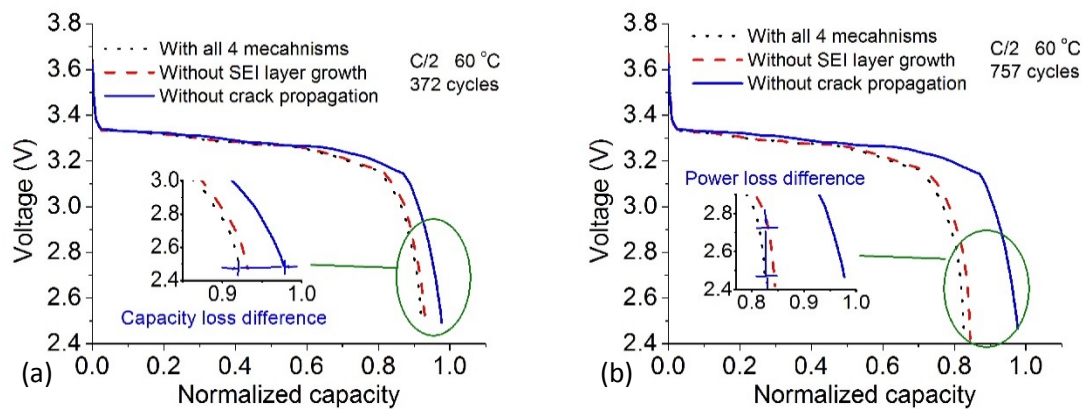 3.8
3.6
3.4
3.2
3.0
2.8
2.6
2.4
Voltage (V)
With all 4 mecahnisms
Without SEI layer growth
Without crack propagation
C/2 60 °C
372 cycles
3.0
2.8
2.6
2.4
0.9 1.0
Capacity loss difference
0.0 0.2 0.4 0.6 0.8 1.0
Normalized capacity
(a)
3.8
3.6
3.4
3.2
3.0
2.8
2.6
2.4
Voltage (V)
With all 4 mecahnisms
Without SEI layer growth
Without crack propagation
C/2 60 °C
757 cycles
Power loss difference
2.8
2.6
2.4
0.8 0.9 1.0
0.0 0.2 0.4 0.6 0.8 1.0
Normalized capacity
(b)